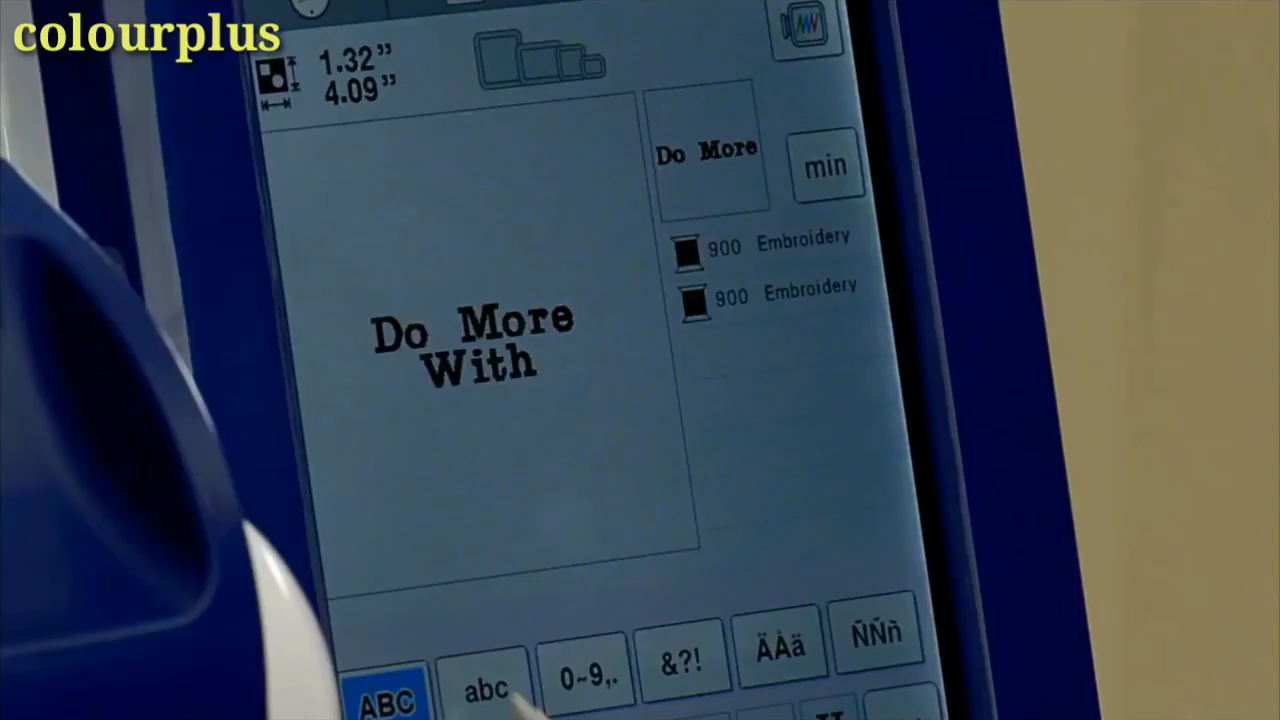 colourplus
1.32”
4.09”
Do More
min
900 Embroidery
900 Embroidery
Do More
With
ABC
abc
0~9,.
&?!
ÄÀä
ÑÑñ